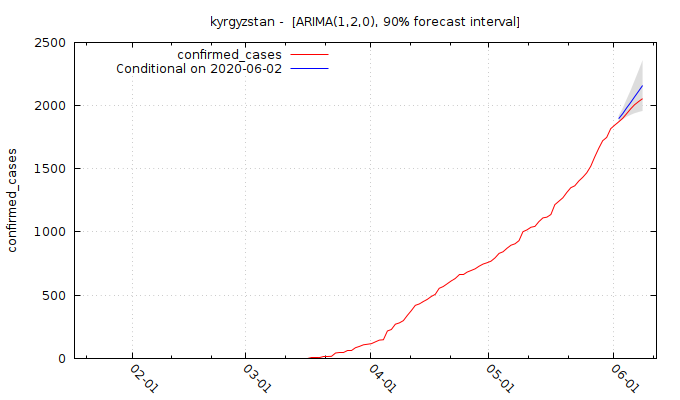 kyrgyzstan - [ARIMA(1,2,0), 90% forecast interval]
confirmed_cases
Conditional on 2020-06-02
confirmed_cases
2500
2000
1500
1000
500
0
02-01
03-01
04-01
05-01
06-01